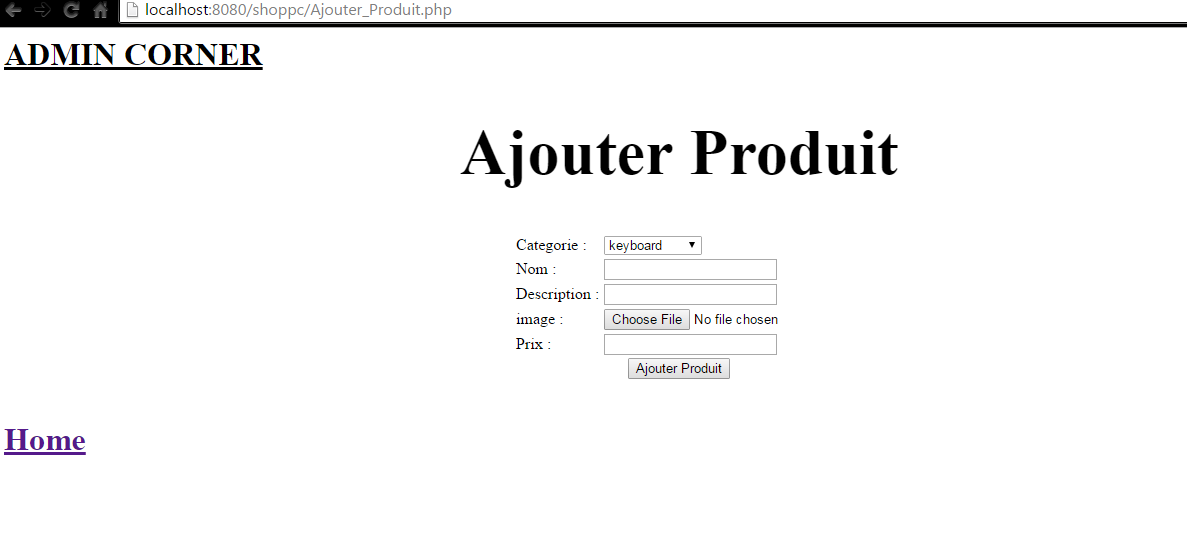 localhost:8080/shoppc/Ajouter_Produit.php
ADMIN CORNER
Ajouter Produit
Categorie : keyboard
Nom :
Description :
image : Choose File No file chosen
Prix :
Ajouter Produit
Home